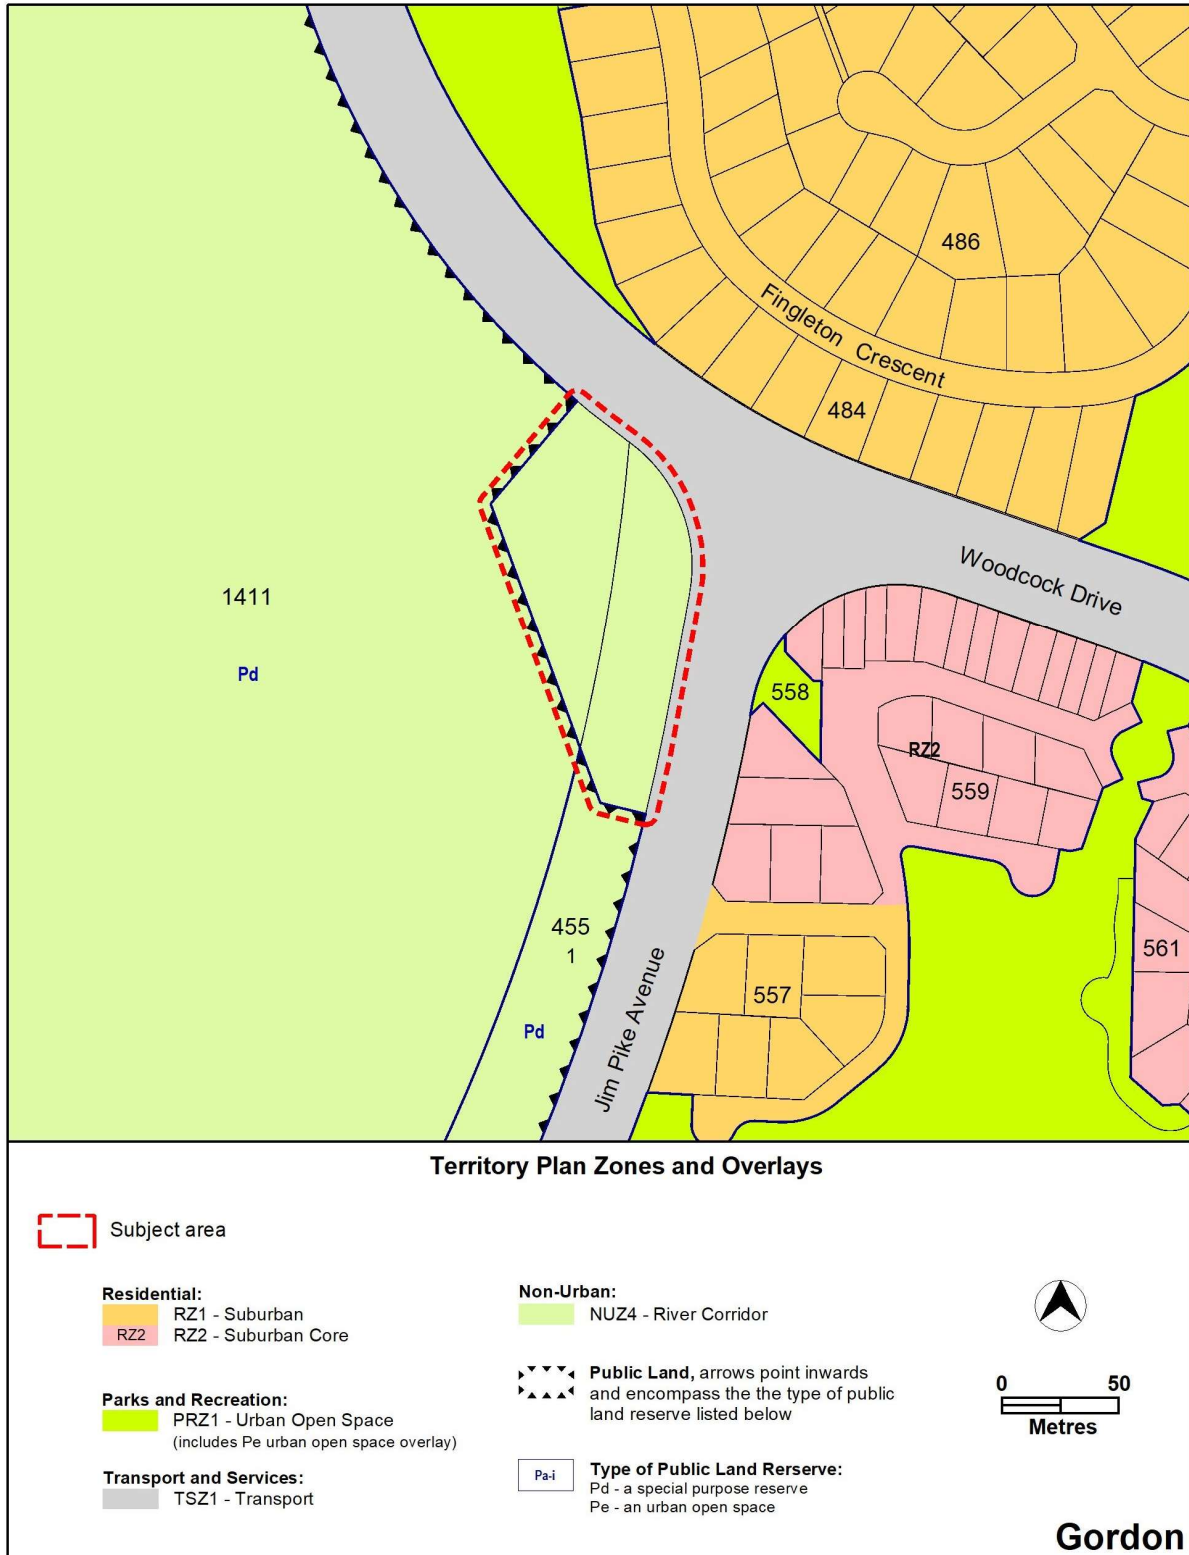 486
Fingleton Crescent
484
Woodcock Drive
1411
Pd
558
RZ2
559
455
1
561
557
Pd
Jim Pike Avenue
Territory Plan Zones and Overlays
Subject area
Residential:
RZ1 - Suburban
RZ2 RZ2 - Suburban Core
Parks and Recreation:
PRZ1 - Urban Open Space
(includes Pe urban open space overlay)
Transport and Services:
TSZ1 - Transport
Non-Urban:
NUZ4 - River Corridor
Public Land, arrows point inwards
and encompass the the type of public
land reserve listed below
Pa-i
Type of Public Land Rerserve:
Pd - a special purpose reserve
Pe - an urban open space
0 50
Metres
Gordon